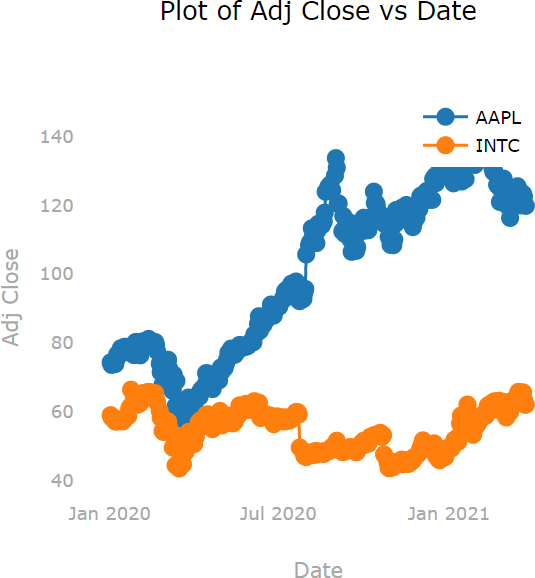 Plot of Adj Close vs Date
AAPL
INTC
140
120
100
80
60
40
Adj Close
Jan 2020 Jul 2020 Jan 2021
Date